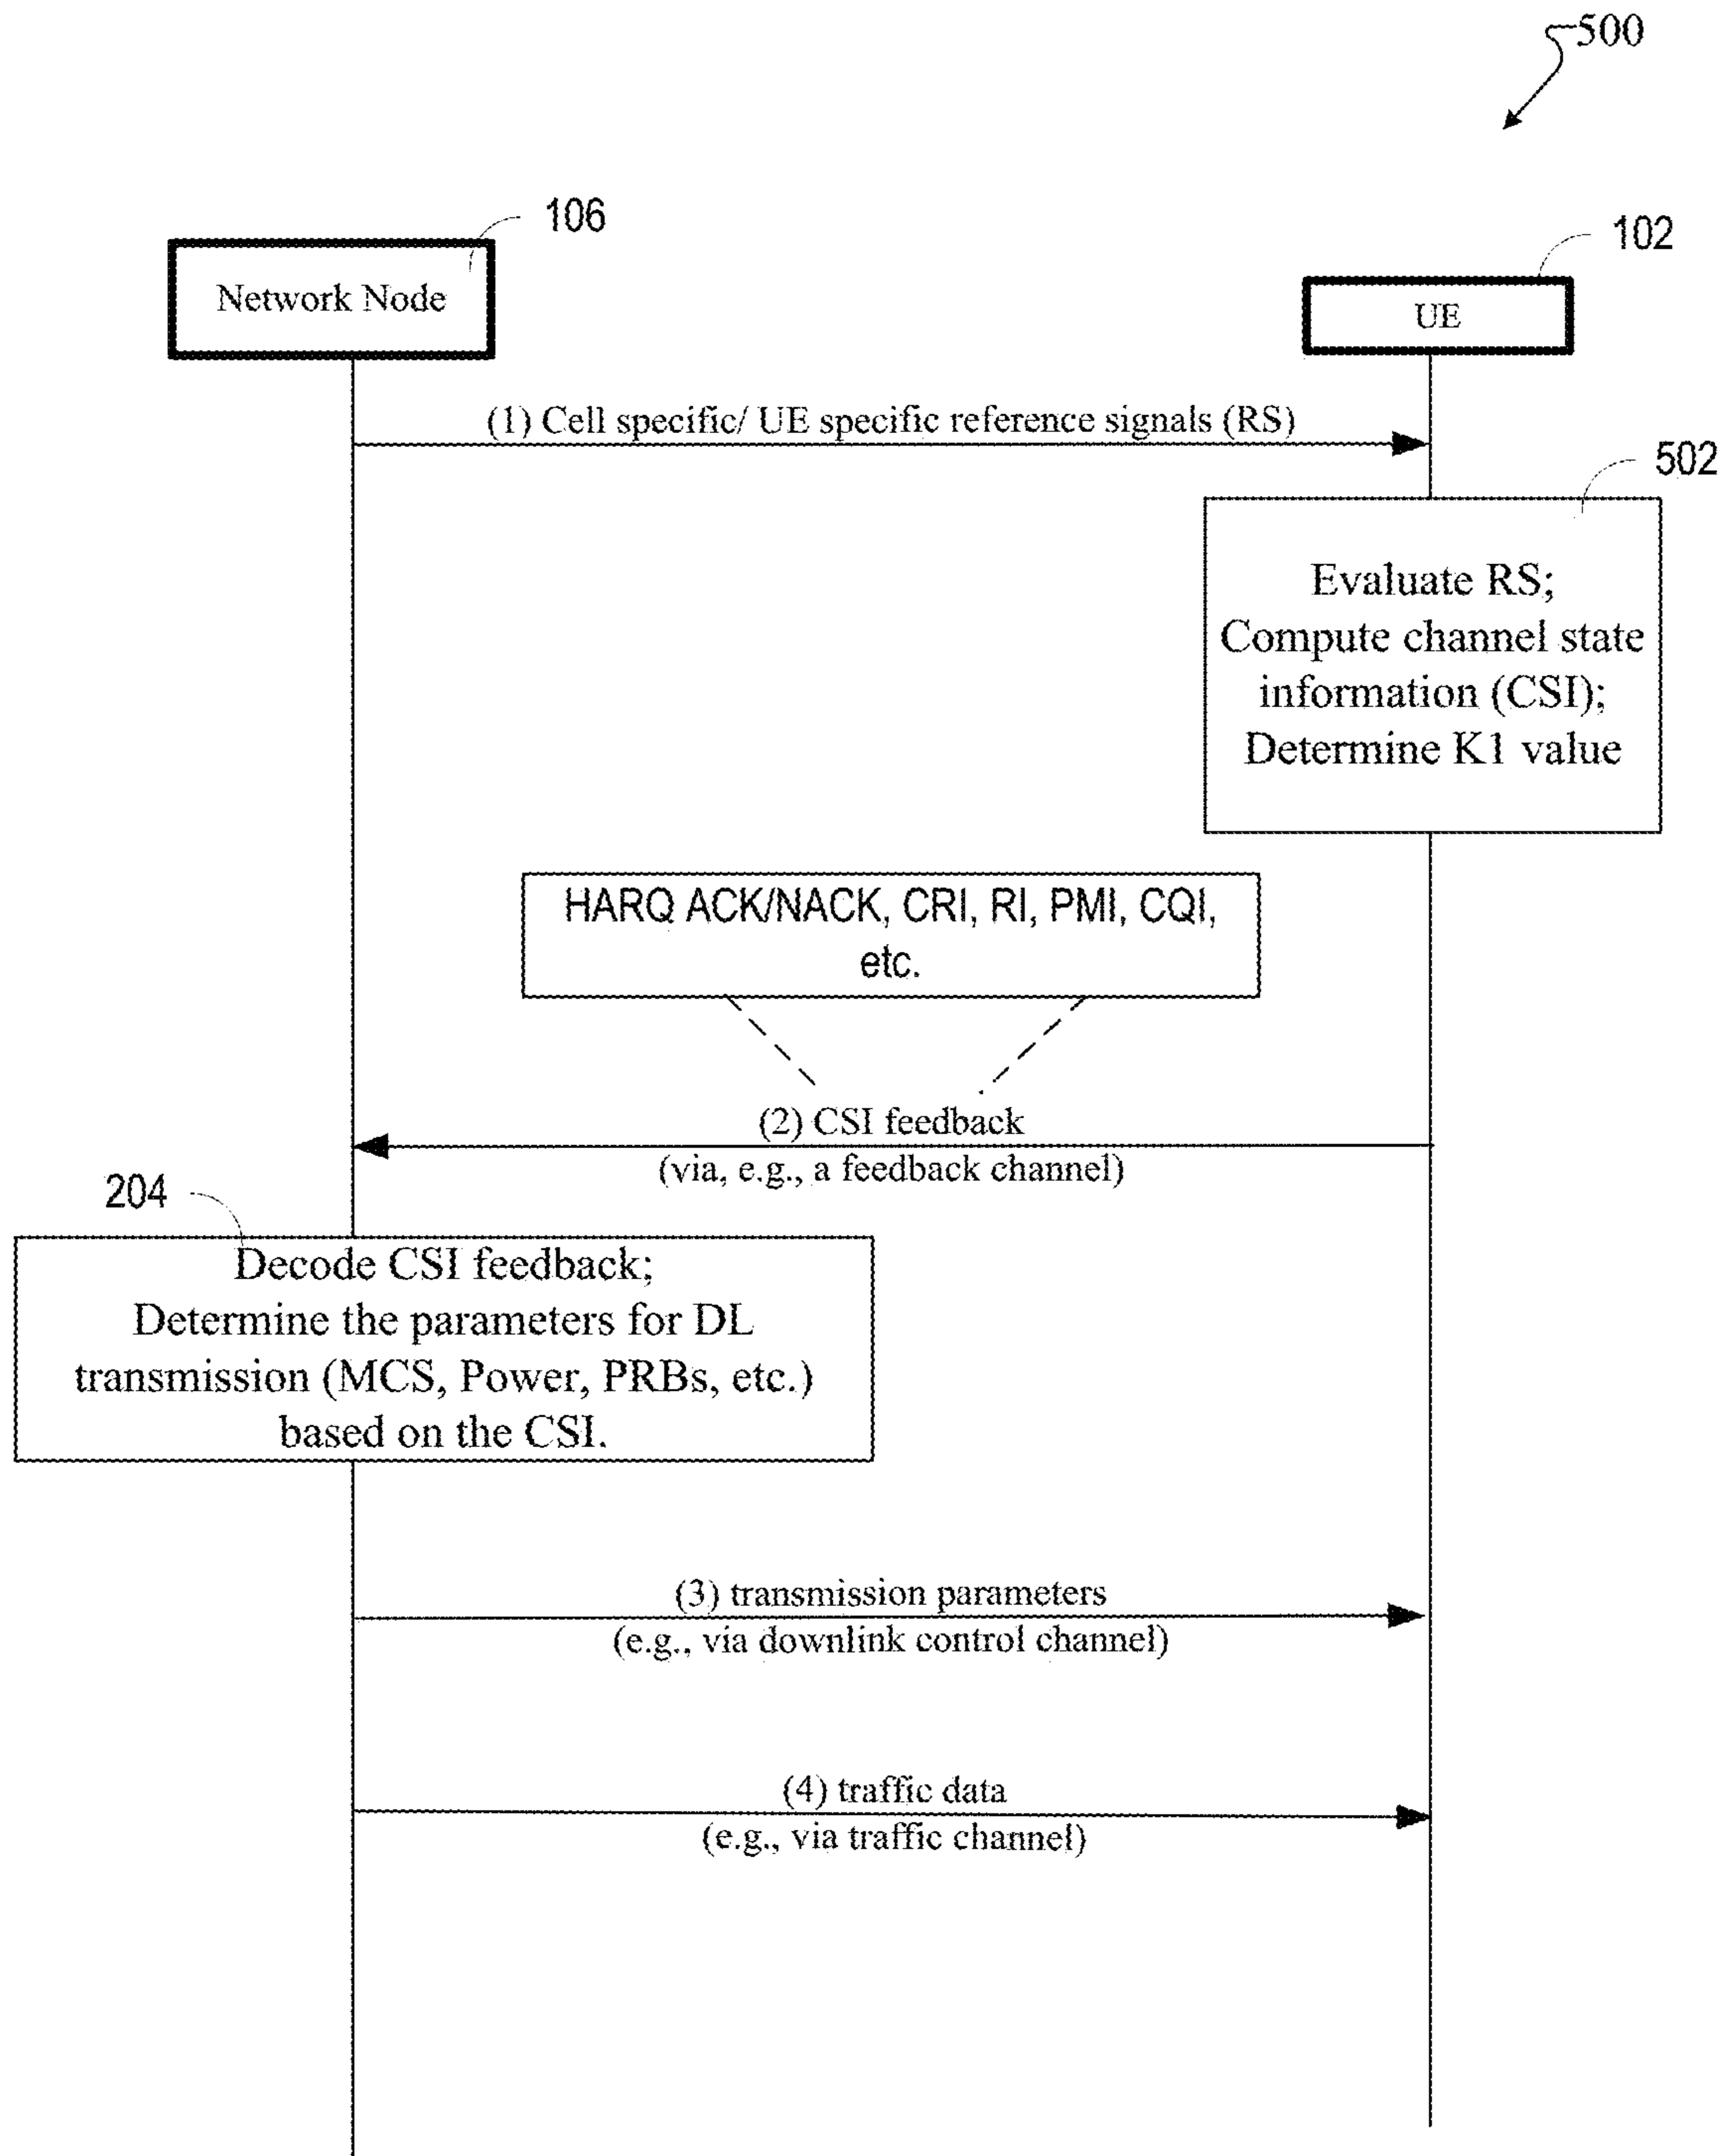 500
106
Network Node
102
UE
(1) Cell specific/ UE specific reference signals (RS)
502
Evaluate RS;
Compute channel state
information (CSI);
Determine K1 value
HARQ ACK/NACK, CRI, RI, PMI, CQI,
etc.
(2) CSI feedback
(via, e.g., a feedback channel)
204
Decode CSI feedback;
Determine the parameters for DL
transmission (MCS, Power, PRBs, etc.)
based on the CSI.
(3) transmission parameters
(e.g., via downlink control channel)
(4) traffic data
(e.g., via traffic channel)